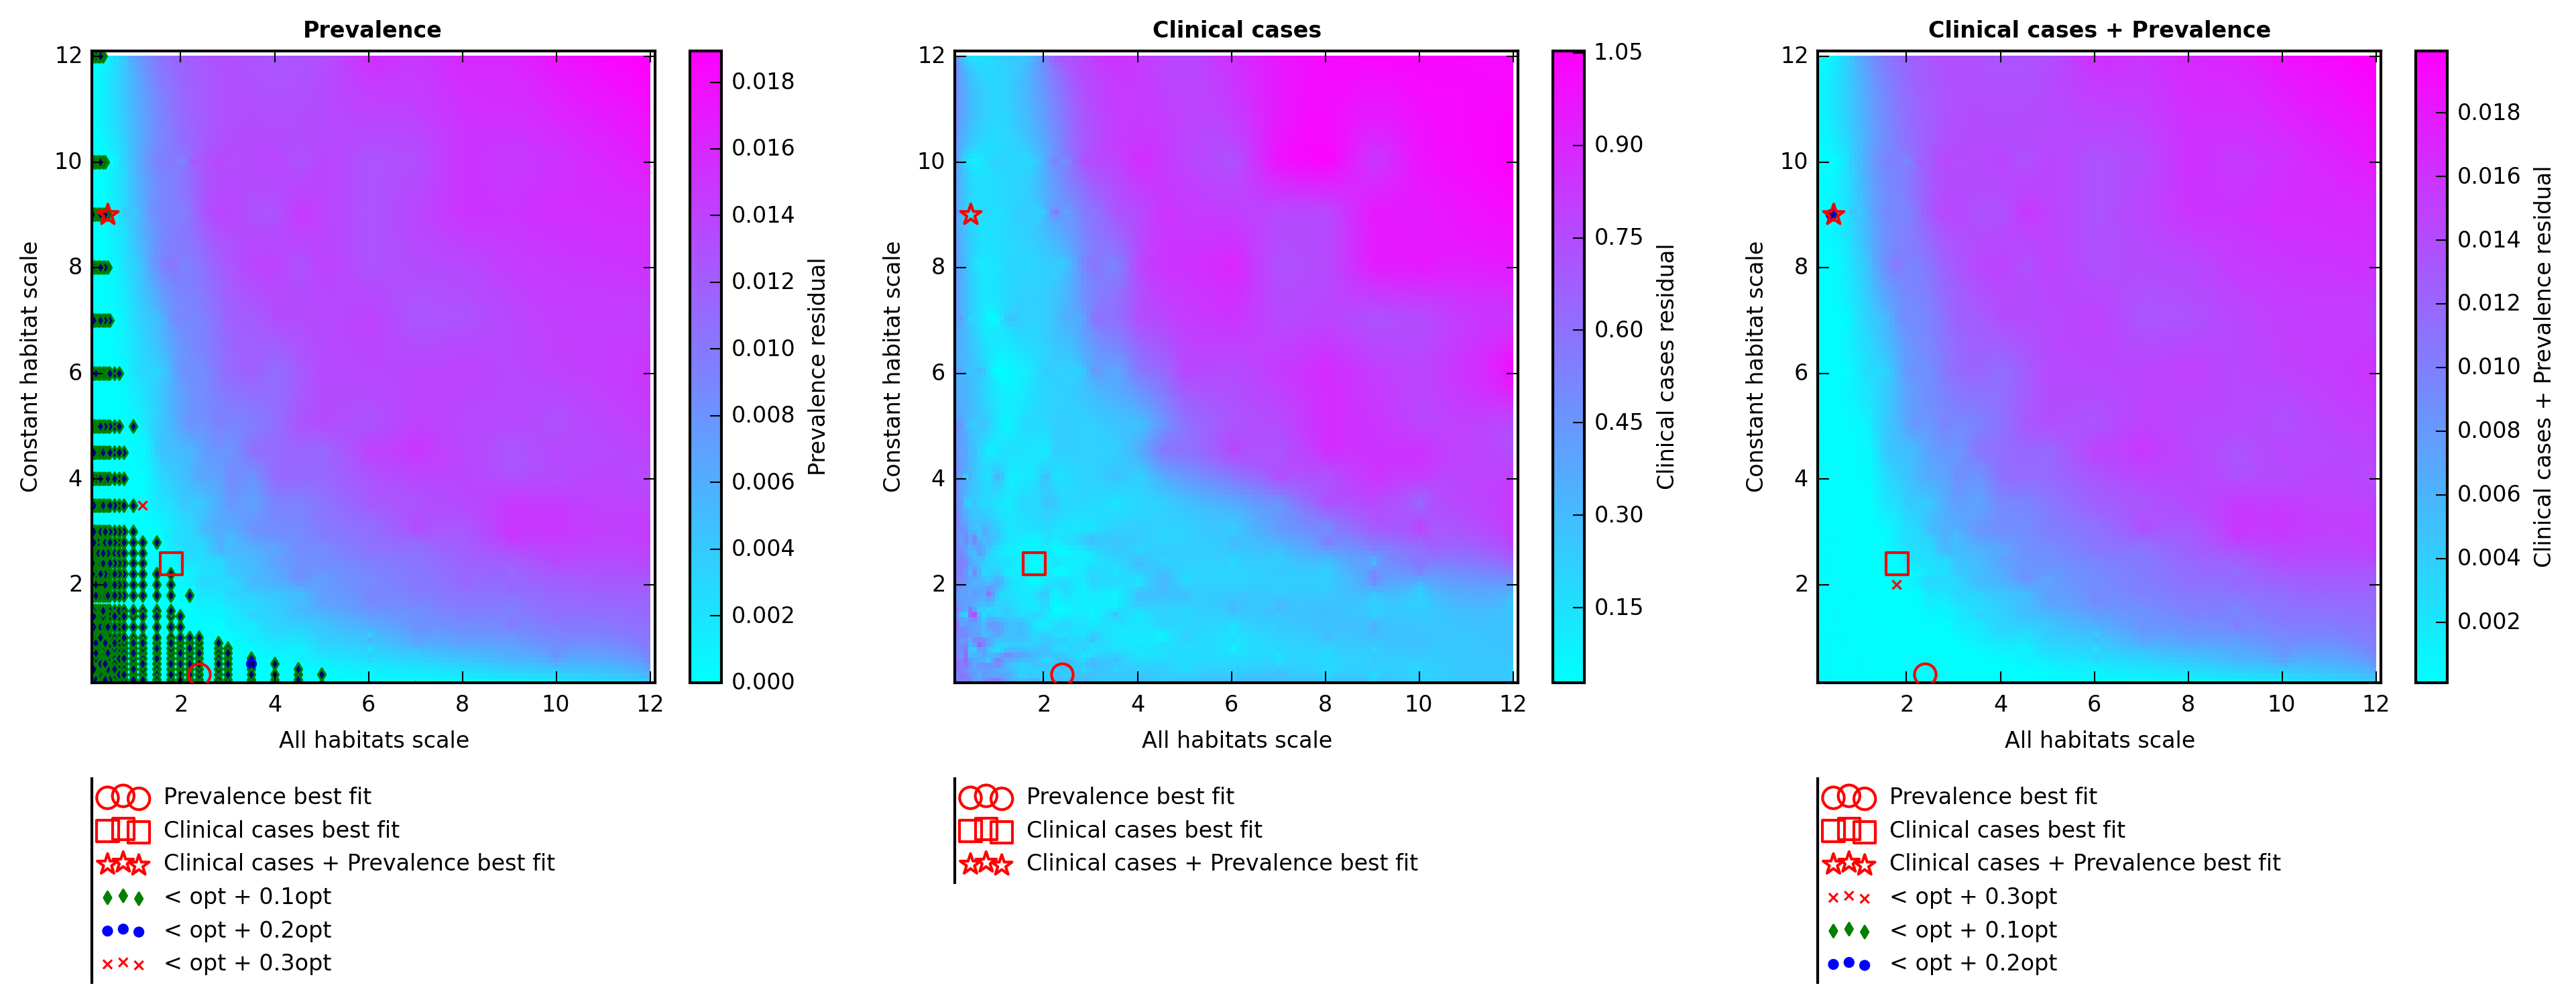 Prevalence
12
10
8
6
4
2
Constant habitat scale
2 4 6 8 10 12
All habitats scale
0.018
0.016
0.014
0.012
0.010
0.008
0.006
0.004
0.002
0.000
Prevalence residual
Prevalence best fit
Clinical cases best fit
Clinical cases + Prevalence best fit
< opt + 0.1opt
< opt + 0.2opt
< opt + 0.3opt
Clinical cases
12
10
8
6
4
2
Constant habitat scale
2 4 6 8 10 12
All habitats scale
1.05
0.90
0.75
0.60
0.45
0.30
0.15
Clinical cases residual
Prevalence best fit
Clinical cases best fit
Clinical cases + Prevalence best fit
Clinical cases + Prevalence
12
10
8
6
4
2
Constant habitat scale
2 4 6 8 10 12
All habitats scale
0.018
0.016
0.014
0.012
0.010
0.008
0.006
0.004
0.002
Clinical cases + Prevalence residual
Prevalence best fit
Clinical cases best fit
Clinical cases + Prevalence best fit
< opt + 0.3opt
< opt + 0.1opt
< opt + 0.2opt